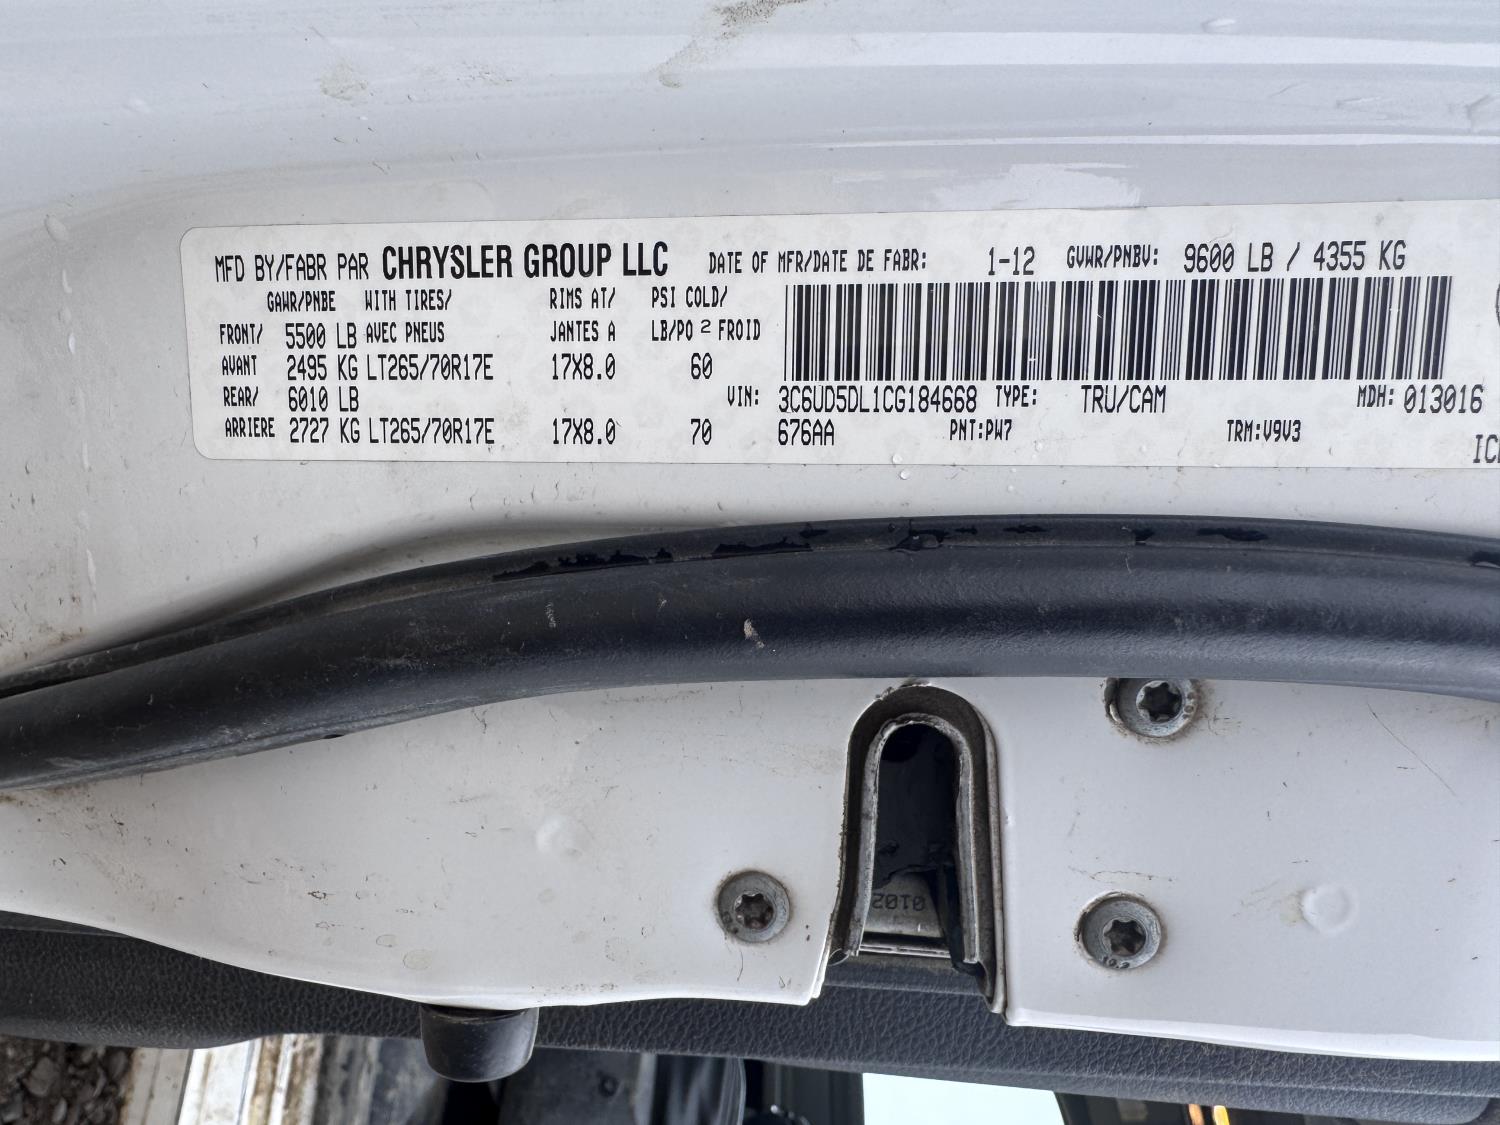 MFD BY/FABR PAR CHRYSLER GROUP LLC DATE OF MFR/DATE DE FABR: 1-12 GVWR/PNBV: 9600 LB / 4355 KG
GAWR/PNBE WITH TIRES/ RIMS AT/ PSI COLD/
FRONT/ 5500 LB AVEC PNEUS JANTES A LB/PO 2 FROID
AVANT 2495 KG LT265/70R17E 17X8.0 60
REAR/ 6010 LB VIN: 3C6UD5DL1CG184668 TYPE: TRU/CAM MDH: 013016
ARRIERE 2727 KG LT265/70R17E 17X8.0 70 676AA PNT:PW7 TRM:V9V3
0102